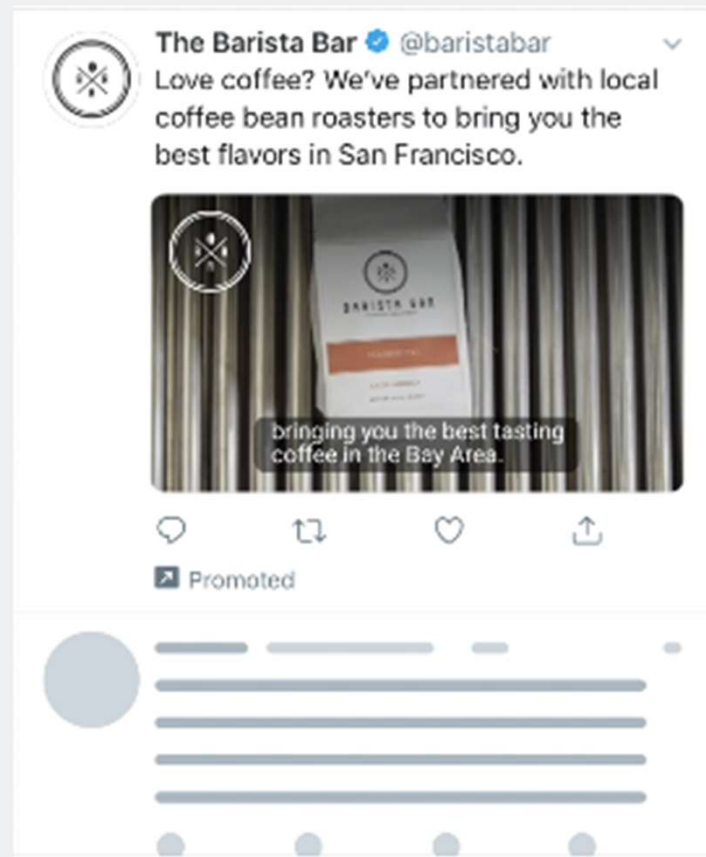 The Barista Bar @baristabar
Love coffee? We've partnered with local
coffee bean roasters to bring you the
best flavors in San Francisco.
BARISTA BAR
bringing you the best tasting
coffee in the Bay Area.
Promoted